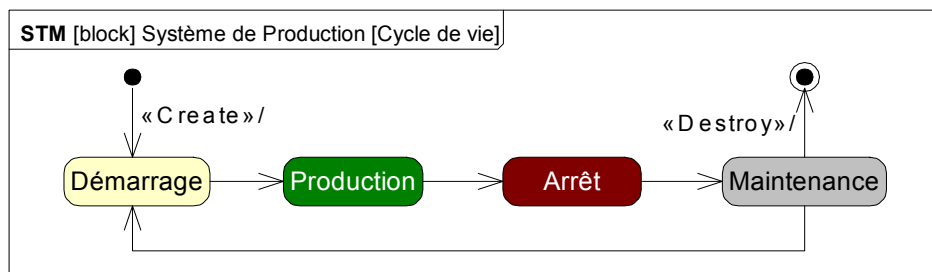 STM [block] Système de Production [Cycle de vie]
«Create»/
«Destroy»/
Démarrage
Production
Arrêt
Maintenance